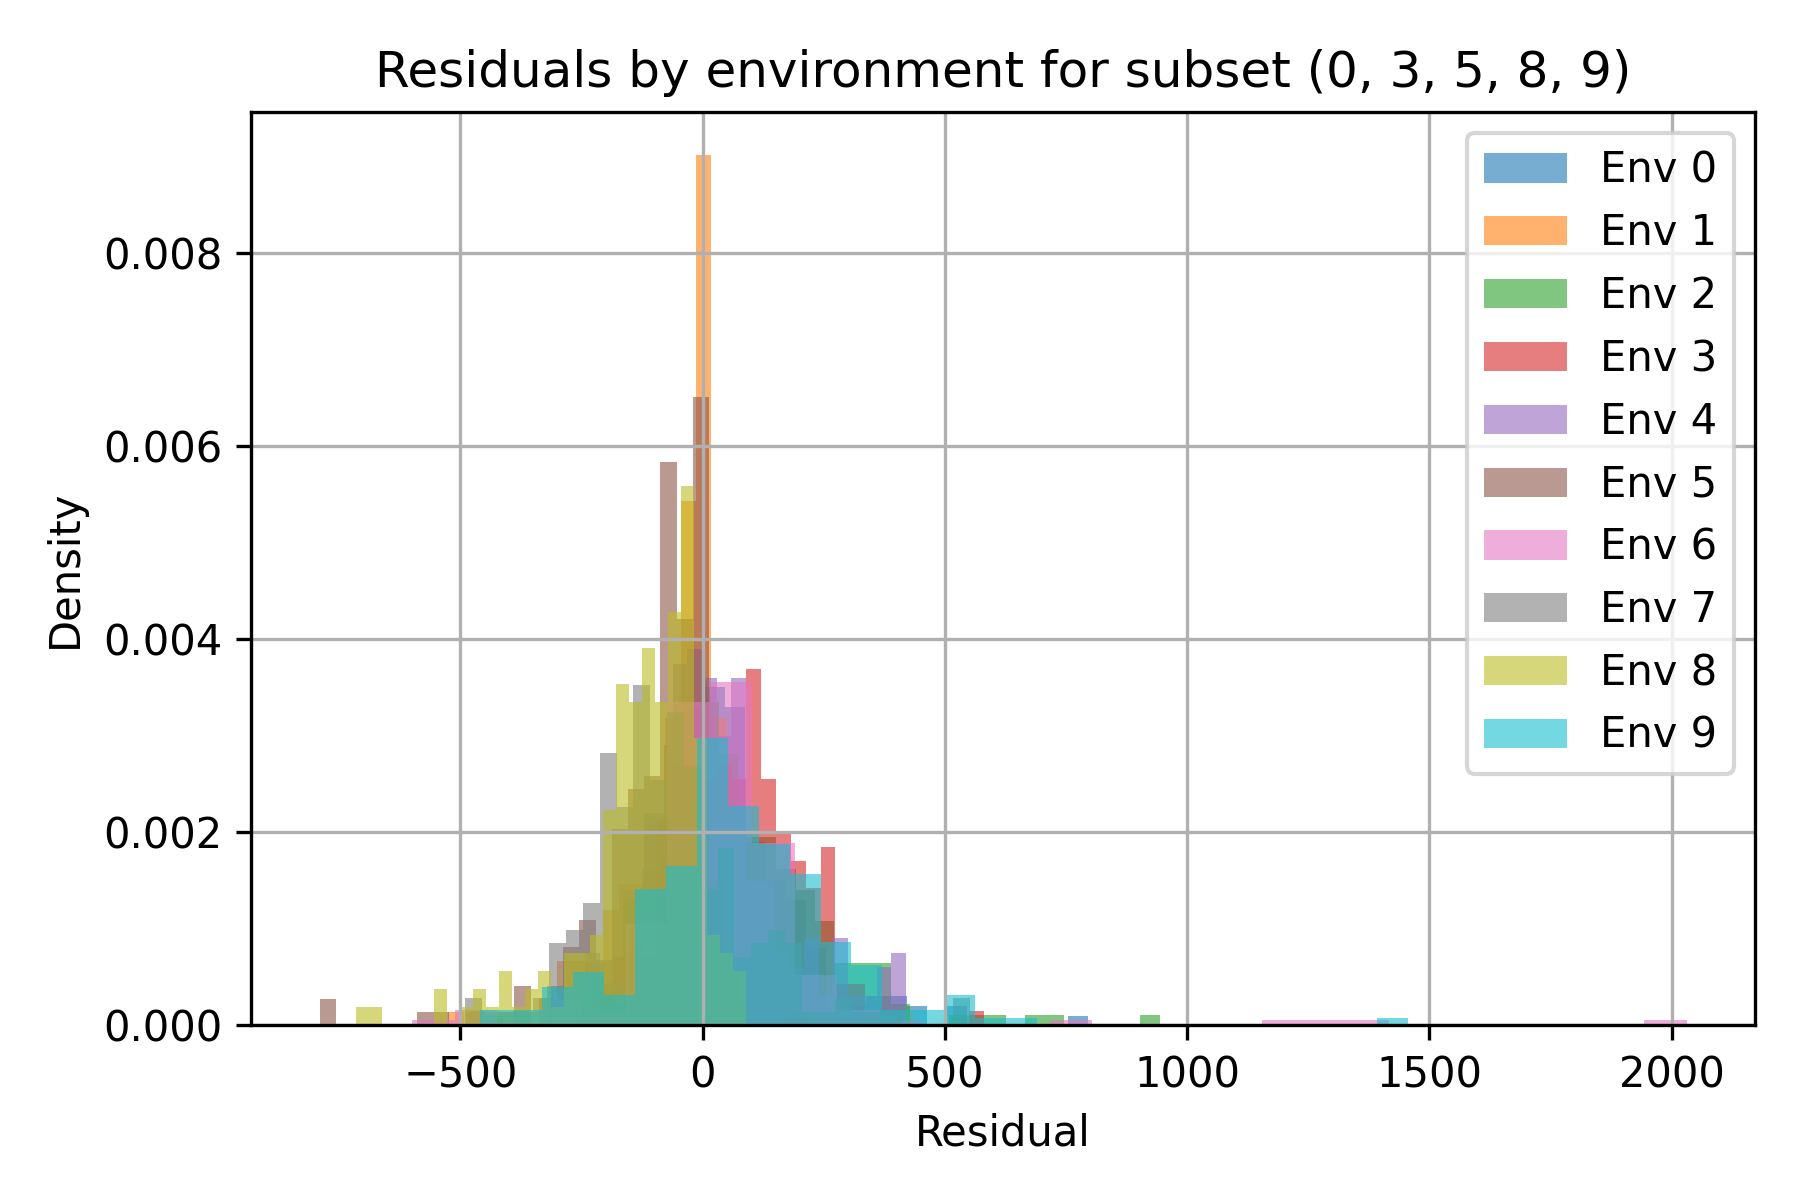 Residuals by environment for subset (0, 3, 5, 8, 9)
Density
0.008
0.006
0.004
0.002
0.000
−500
0
500
1000
1500
2000
Residual
Env 0
Env 1
Env 2
Env 3
Env 4
Env 5
Env 6
Env 7
Env 8
Env 9